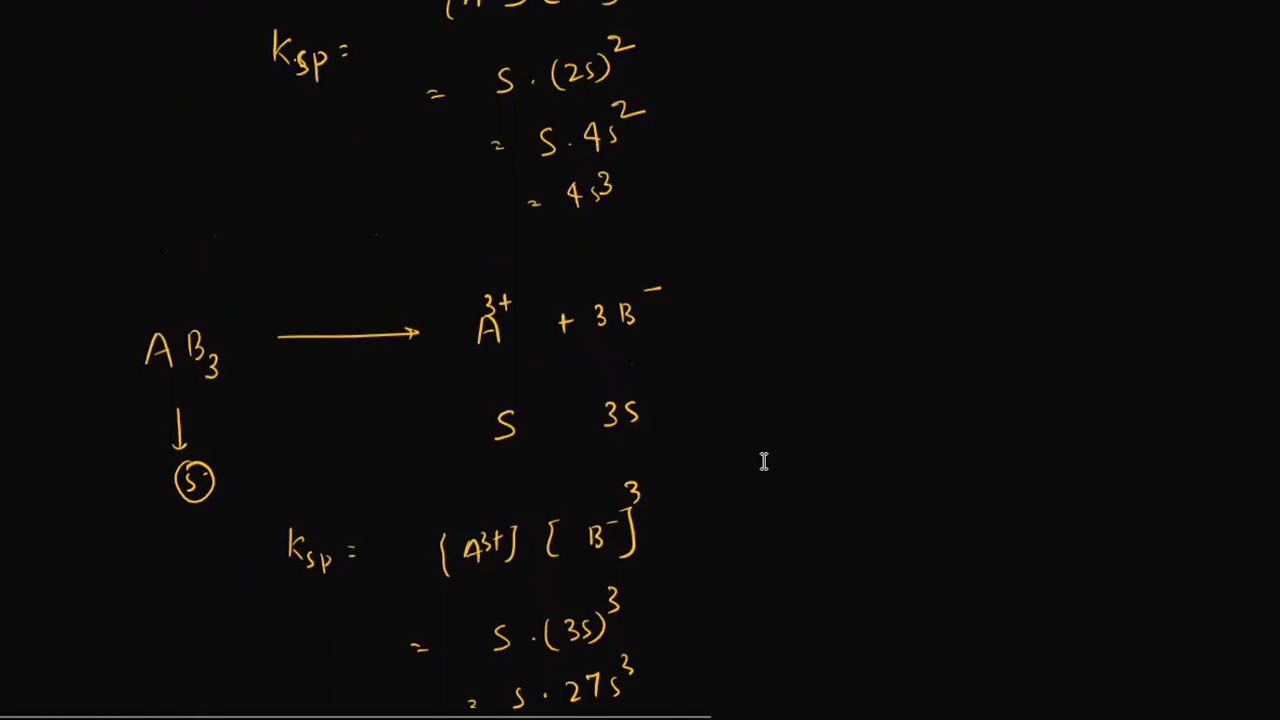 Ksp =
= S · (2S)²
= S · 4s²
= 4s³
AB₃ ⟶ A³⁺ + 3B⁻
S S 3S
Ksp = [A³⁺] [B⁻]³
= S · (3S)³
= S · 27s³